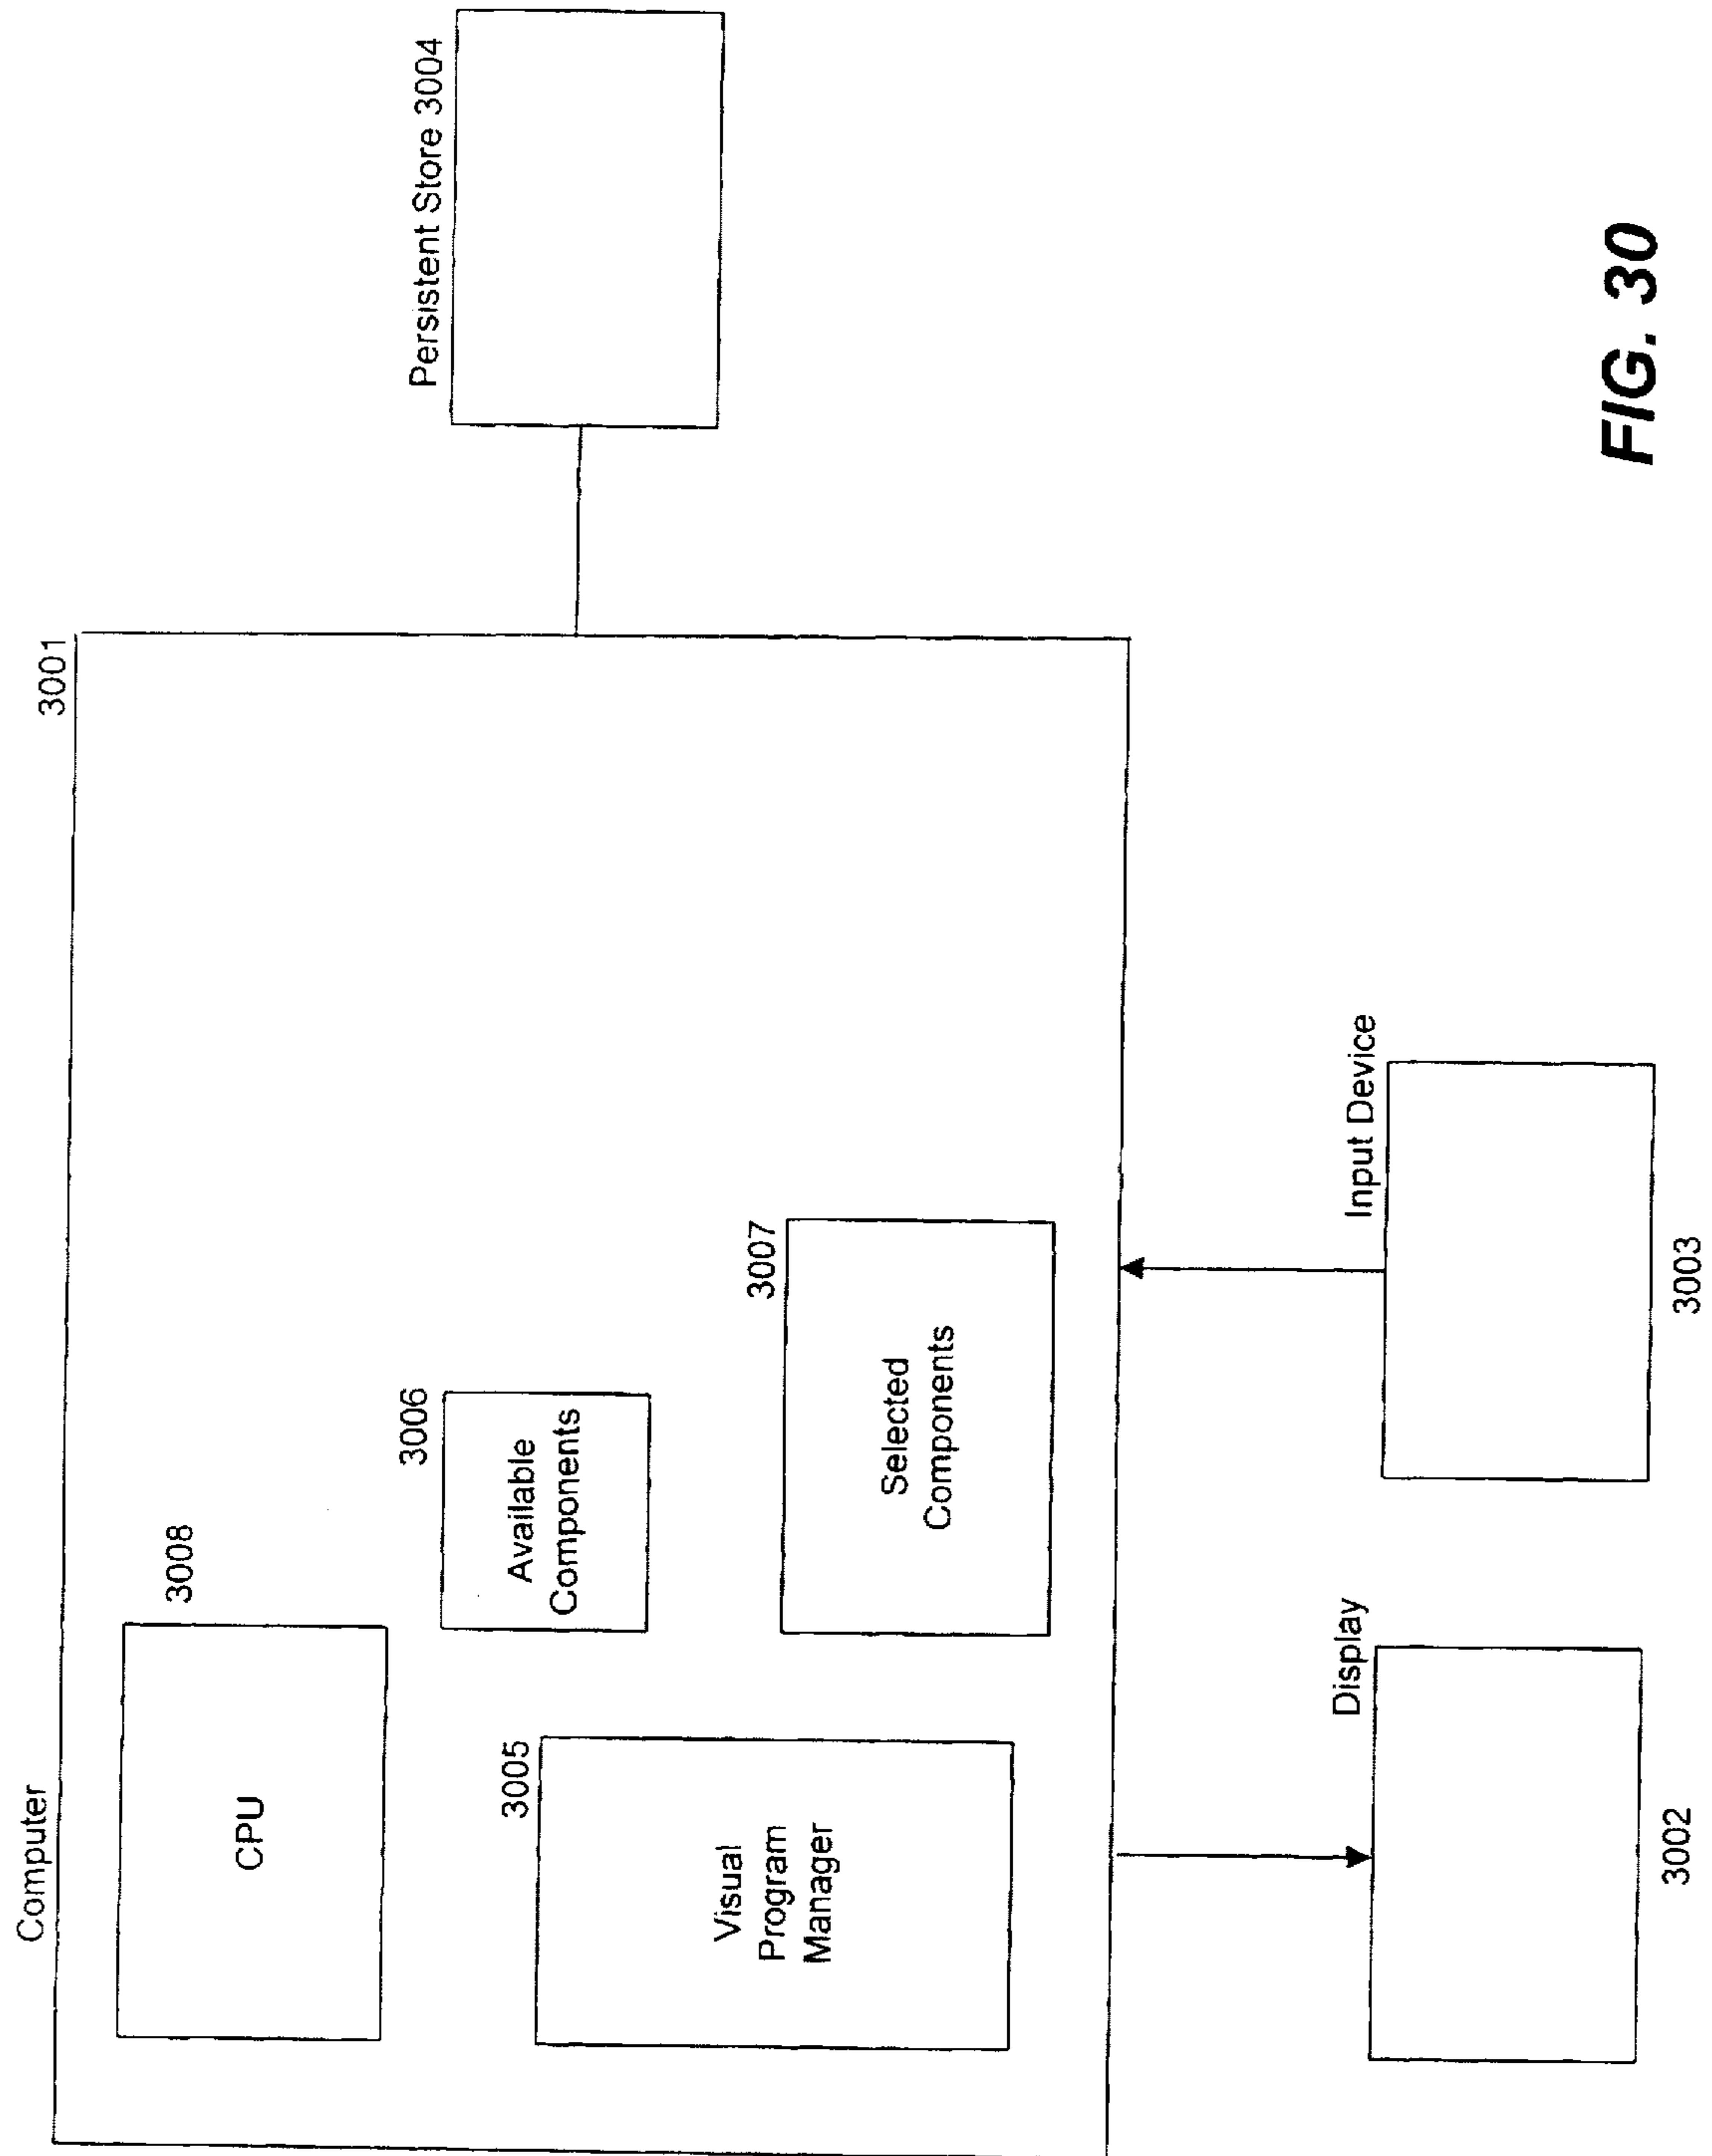 Computer
3001
CPU
3008
Persistent Store 3004
Available
Components
3006
Visual
Program
Manager
3005
Selected
Components
3007
Display
Input Device
3002
3003
FIG. 30